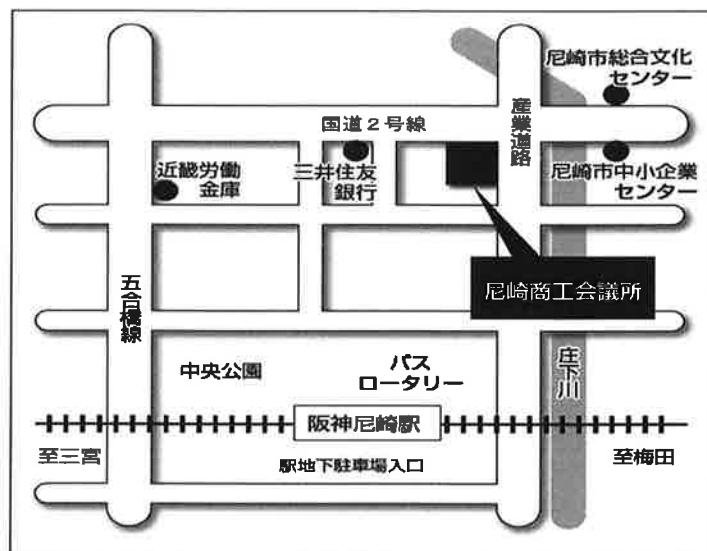 尼崎市総合文化
センター
産業道路
国道2号線
近畿労働
金庫
三井住友
銀行
尼崎市中小企業
センター
尼崎商工会議所
五合橋線
中央公園
バス
ロータリー
庄下川
阪神尼崎駅
至三宮
駅地下駐車場入口
至梅田